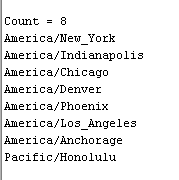 Count = 8
America/New_York
America/Indianapolis
America/Chicago
America/Denver
America/Phoenix
America/Los_Angeles
America/Anchorage
Pacific/Honolulu